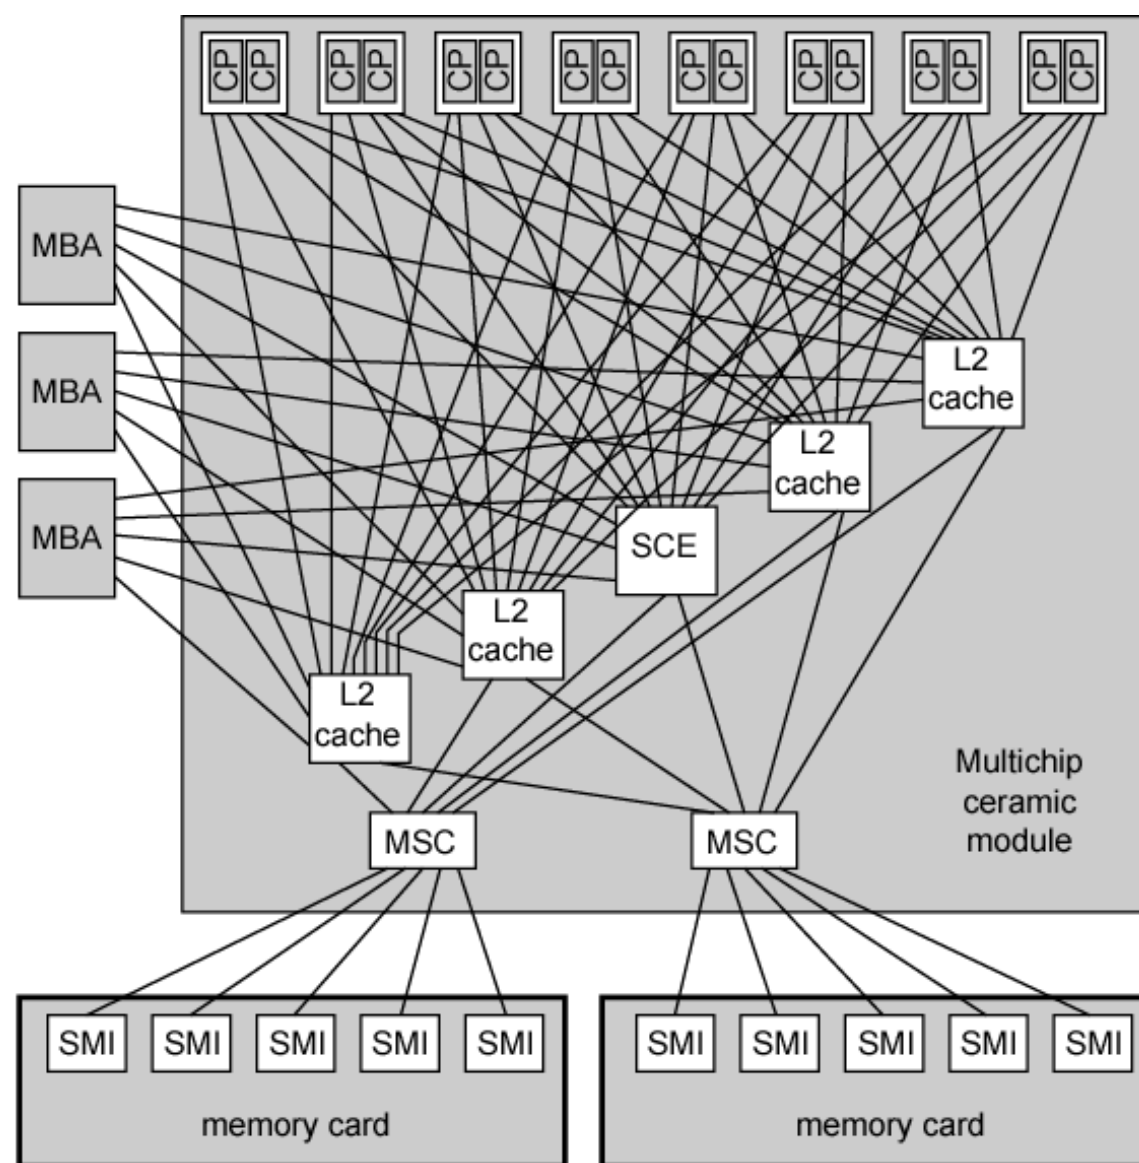 CP CP CP CP CP CP CP CP CP CP CP CP CP CP CP CP
MBA
MBA
MBA
L2
cache
L2
cache
SCE
L2
cache
L2
cache
Multichip
ceramic
module
MSC MSC
SMI SMI SMI SMI SMI SMI SMI SMI SMI SMI
memory card memory card